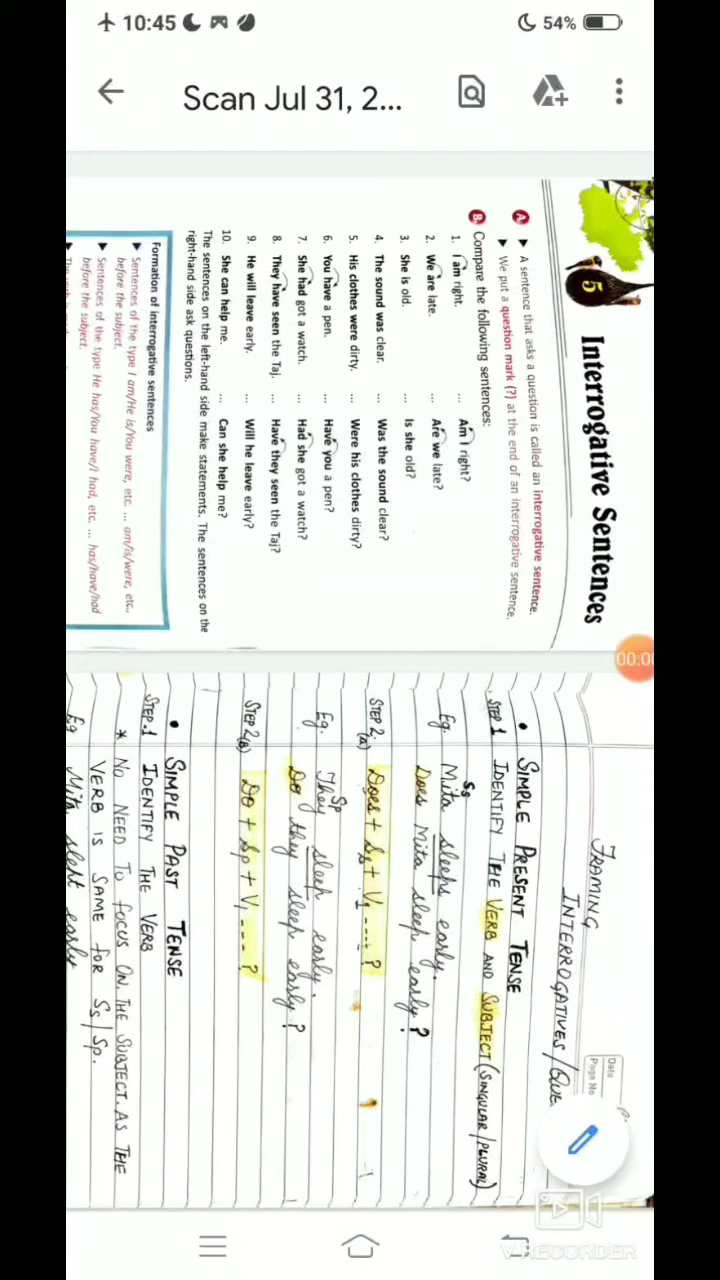 10:45
54%
Scan Jul 31, 2...
5
Interrogative Sentences
A. ▶ A sentence that asks a question is called an interrogative sentence.
▶ We put a question mark (?) at the end of an interrogative sentence.
B. Compare the following sentences:
1. I am right. ... Am I right?
2. We are late. ... Are we late?
3. She is old. ... Is she old?
4. The sound was clear. ... Was the sound clear?
5. His clothes were dirty. ... Were his clothes dirty?
6. You have a pen. ... Have you a pen?
7. She had got a watch. ... Had she got a watch?
8. They have seen the Taj. ... Have they seen the Taj?
9. He will leave early. ... Will he leave early?
10. She can help me. ... Can she help me?
The sentences on the left-hand side make statements. The sentences on the
right-hand side ask questions.
Formation of interrogative sentences
▶ Sentences of the type I am/He is/You were, etc. ... am/is/were, etc.,
before the subject.
▶ Sentences of the type He has/You have/I had, etc. ... has/have/had
before the subject.
00:0
Date
Page No
FRAMING
INTERROGATIVES/QUE
• SIMPLE PRESENT TENSE
STEP 1 IDENTIFY THE VERB AND SUBJECT (SINGULAR/PLURAL)
Ss
Eg. Mita sleeps early.
Does Mita sleep early?
STEP 2. (a) Does + Ss + V1 ---- ?
Sp
Eg. They sleep early.
Do they sleep early?
STEP 2(B) Do + Sp + V1 --- ?
• SIMPLE PAST TENSE
STEP.1 IDENTIFY THE VERB
* NO NEED TO FOCUS ON THE SUBJECT. AS THE
VERB IS SAME FOR Ss/Sp.
Eg Mita slept early
V RECORDER